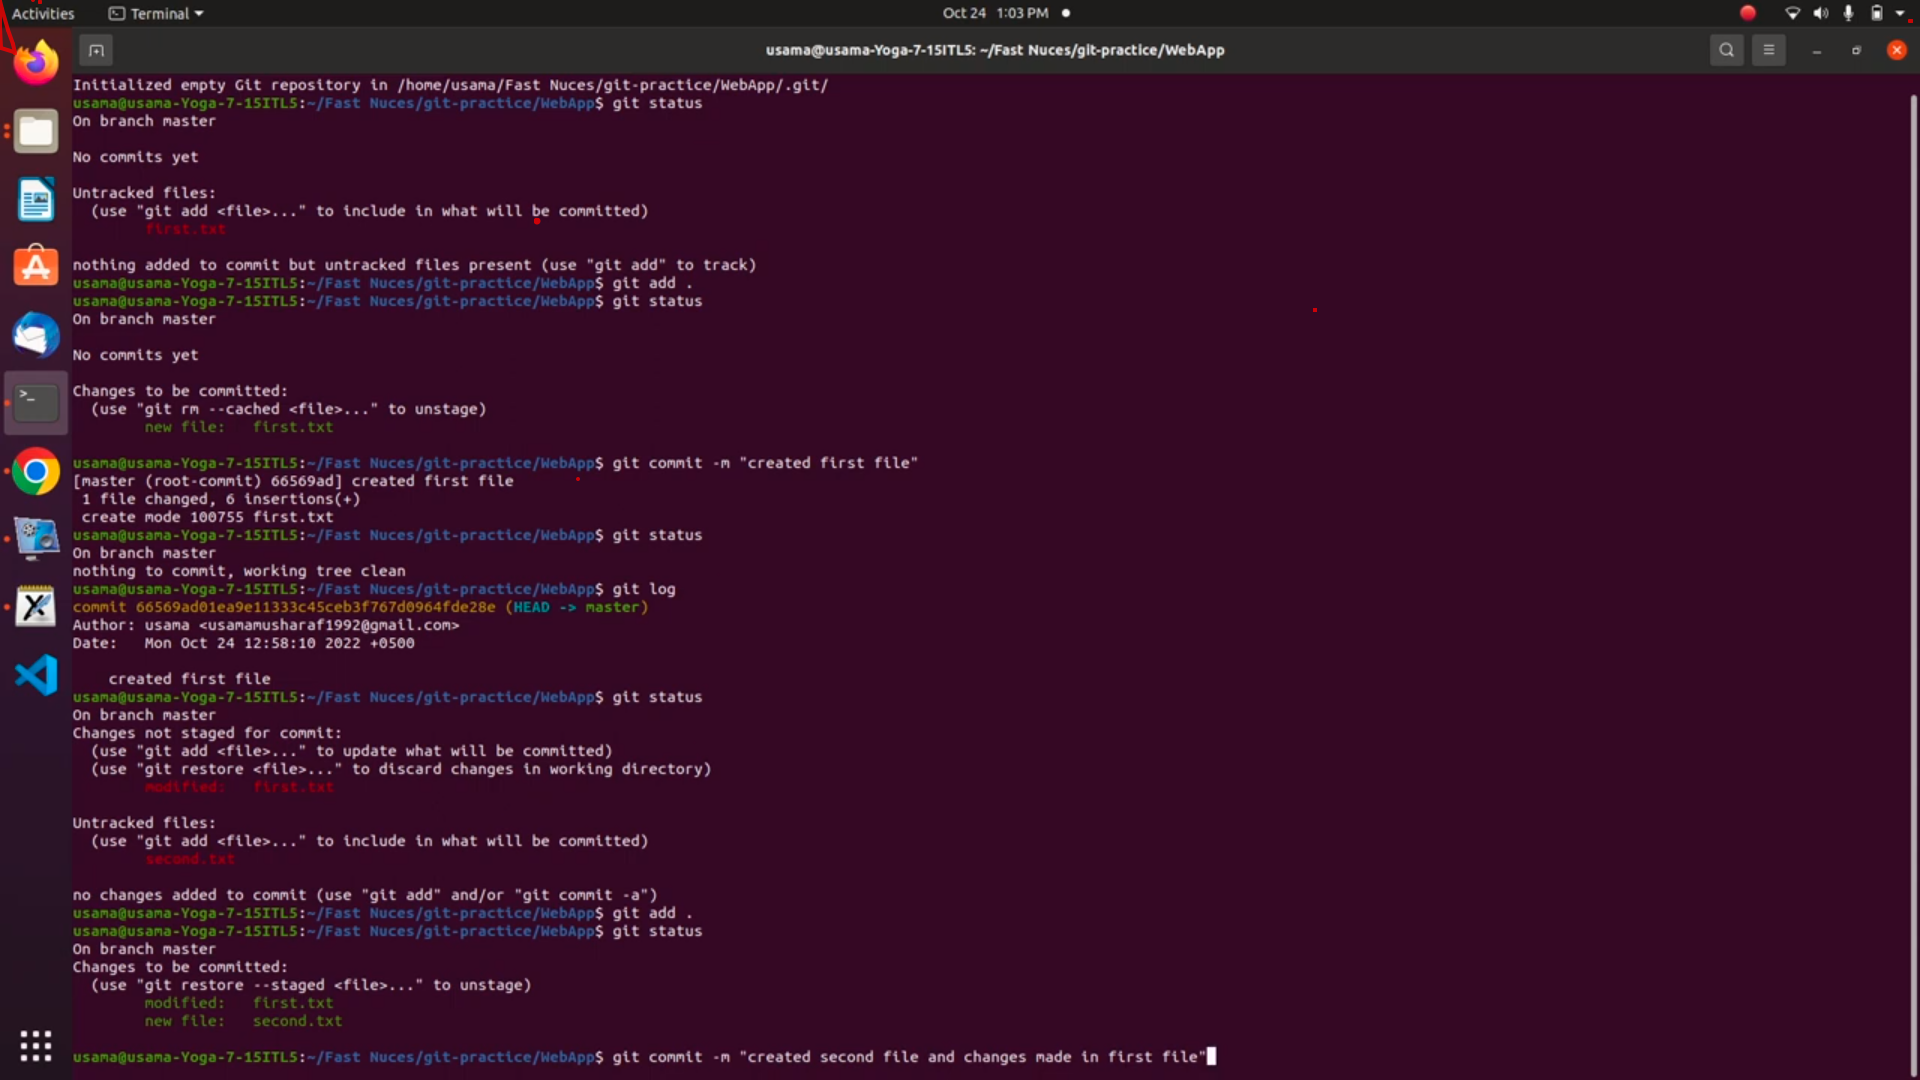 Activities
Terminal
Oct 24 1:03 PM
usama@usama-Yoga-7-15ITL5: ~/Fast Nuces/git-practice/WebApp
Initialized empty Git repository in /home/usama/Fast Nuces/git-practice/WebApp/.git/
usama@usama-Yoga-7-15ITL5:~/Fast Nuces/git-practice/WebApp$ git status
On branch master
No commits yet
Untracked files:
(use "git add <file>..." to include in what will be committed)
first.txt
nothing added to commit but untracked files present (use "git add" to track)
usama@usama-Yoga-7-15ITL5:~/Fast Nuces/git-practice/WebApp$ git add .
usama@usama-Yoga-7-15ITL5:~/Fast Nuces/git-practice/WebApp$ git status
On branch master
No commits yet
Changes to be committed:
(use "git rm --cached <file>..." to unstage)
new file:   first.txt
usama@usama-Yoga-7-15ITL5:~/Fast Nuces/git-practice/WebApp$ git commit -m "created first file"
[master (root-commit) 66569ad] created first file
1 file changed, 6 insertions(+)
create mode 100755 first.txt
usama@usama-Yoga-7-15ITL5:~/Fast Nuces/git-practice/WebApp$ git status
On branch master
nothing to commit, working tree clean
usama@usama-Yoga-7-15ITL5:~/Fast Nuces/git-practice/WebApp$ git log
commit 66569ad01ea9e11333c45ceb3f767d0964fde28e (HEAD -> master)
Author: usama <usamamusharaf1992@gmail.com>
Date:   Mon Oct 24 12:58:10 2022 +0500
created first file
usama@usama-Yoga-7-15ITL5:~/Fast Nuces/git-practice/WebApp$ git status
On branch master
Changes not staged for commit:
(use "git add <file>..." to update what will be committed)
(use "git restore <file>..." to discard changes in working directory)
modified:   first.txt
Untracked files:
(use "git add <file>..." to include in what will be committed)
second.txt
no changes added to commit (use "git add" and/or "git commit -a")
usama@usama-Yoga-7-15ITL5:~/Fast Nuces/git-practice/WebApp$ git add .
usama@usama-Yoga-7-15ITL5:~/Fast Nuces/git-practice/WebApp$ git status
On branch master
Changes to be committed:
(use "git restore --staged <file>..." to unstage)
modified:   first.txt
new file:   second.txt
usama@usama-Yoga-7-15ITL5:~/Fast Nuces/git-practice/WebApp$ git commit -m "created second file and changes made in first file"